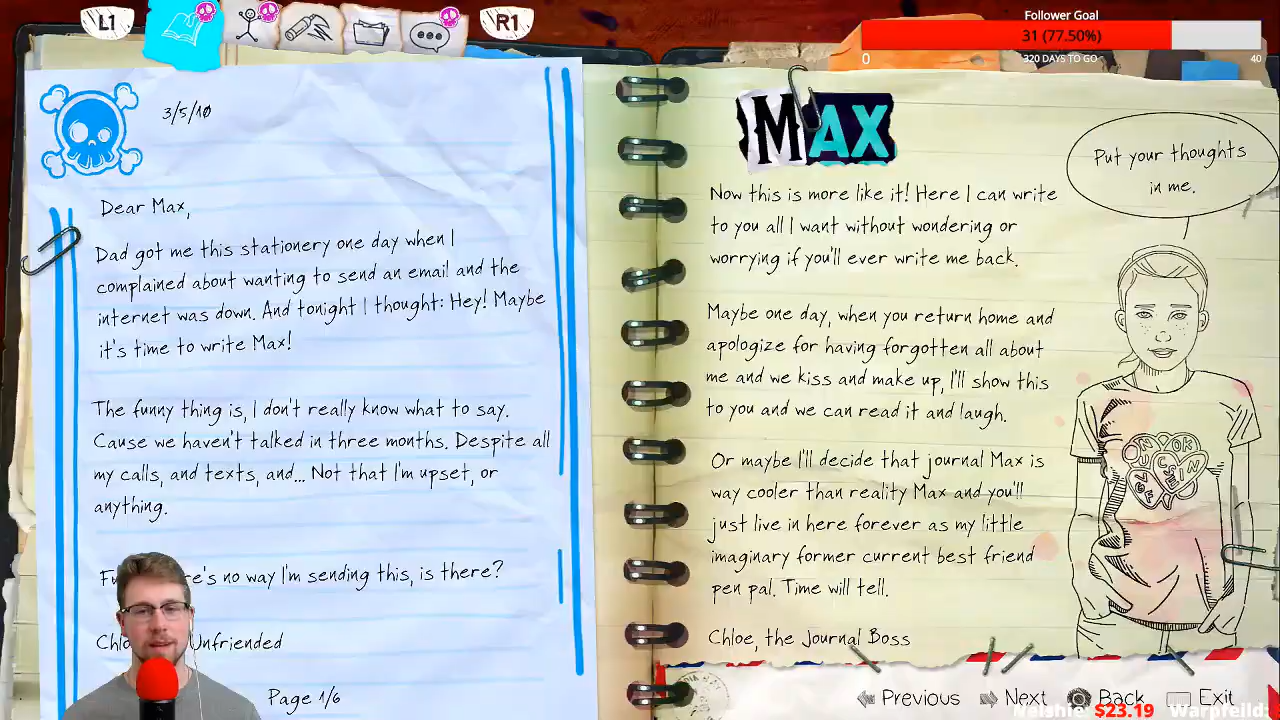 L1
R1
Follower Goal
31 (77.50%)
0
320 DAYS TO GO
40
3/5/10
Dear Max,
Dad got me this stationery one day when I
complained about wanting to send an email and the
internet was down. And tonight I thought: Hey! Maybe
it's time to write Max!
The funny thing is, I don't really know what to say.
Cause we haven't talked in three months. Despite all
my calls, and texts, and... Not that I'm upset, or
anything.
no way I'm sending this, is there?
Unfriended
Page 1/6
MAX
Now this is more like it! Here I can write
to you all I want without wondering or
worrying if you'll ever write me back.
Maybe one day, when you return home and
apologize for having forgotten all about
me and we kiss and make up, I'll show this
to you and we can read it and laugh.
Or maybe I'll decide that journal Max is
way cooler than reality Max and you'll
just live in here forever as my little
imaginary former current best friend
pen pal. Time will tell.
Chloe, the Journal Boss
Put your thoughts
in me.
Previous
Next
Back
Exit
$23.19